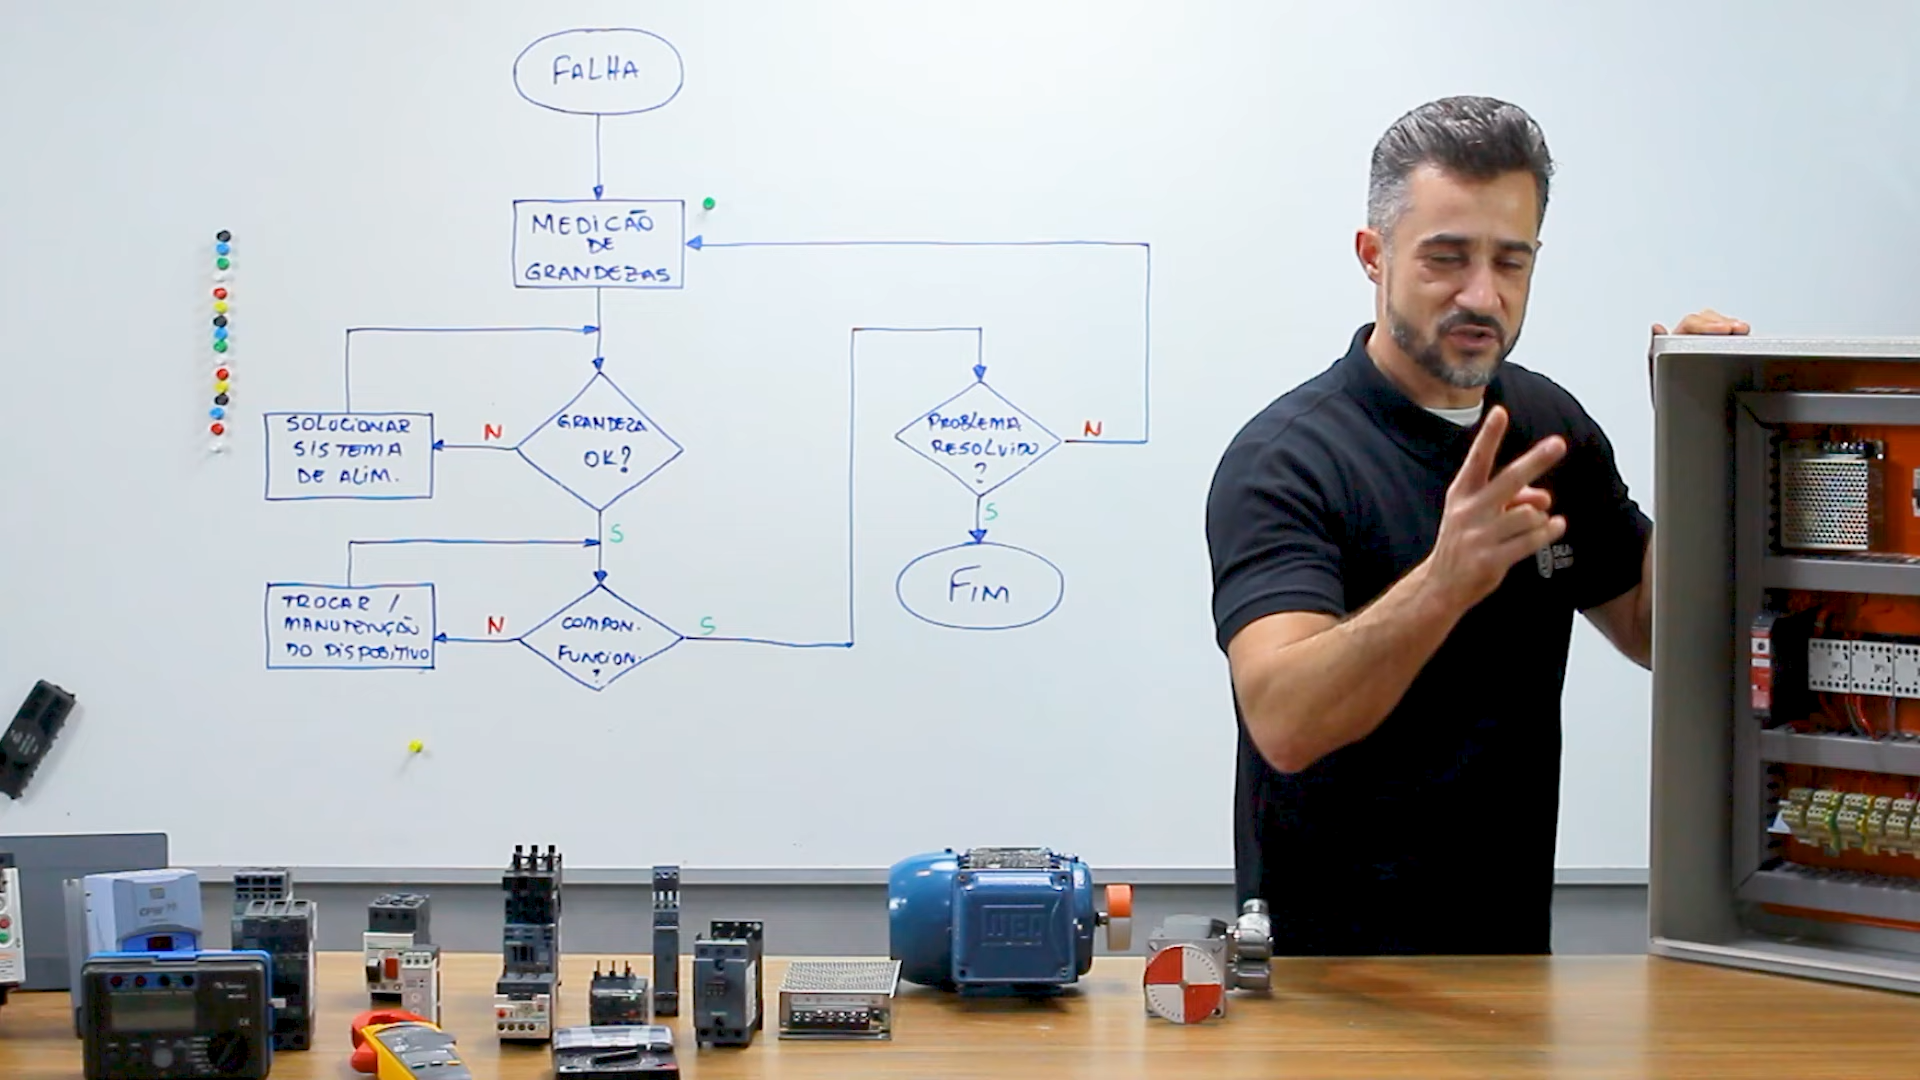 FALHA
MEDICÃO
DE
GRANDEZAS
SOLUCIONAR
SISTEMA
DE ALIM.
N
GRANDEZA
OK?
S
PROBLEMA
RESOLVIDO
?
N
S
FIM
TROCAR /
MANUTENÇÃO
DO DISPOSITIVO
N
COMPON.
FUNCION.
?
S
WEG